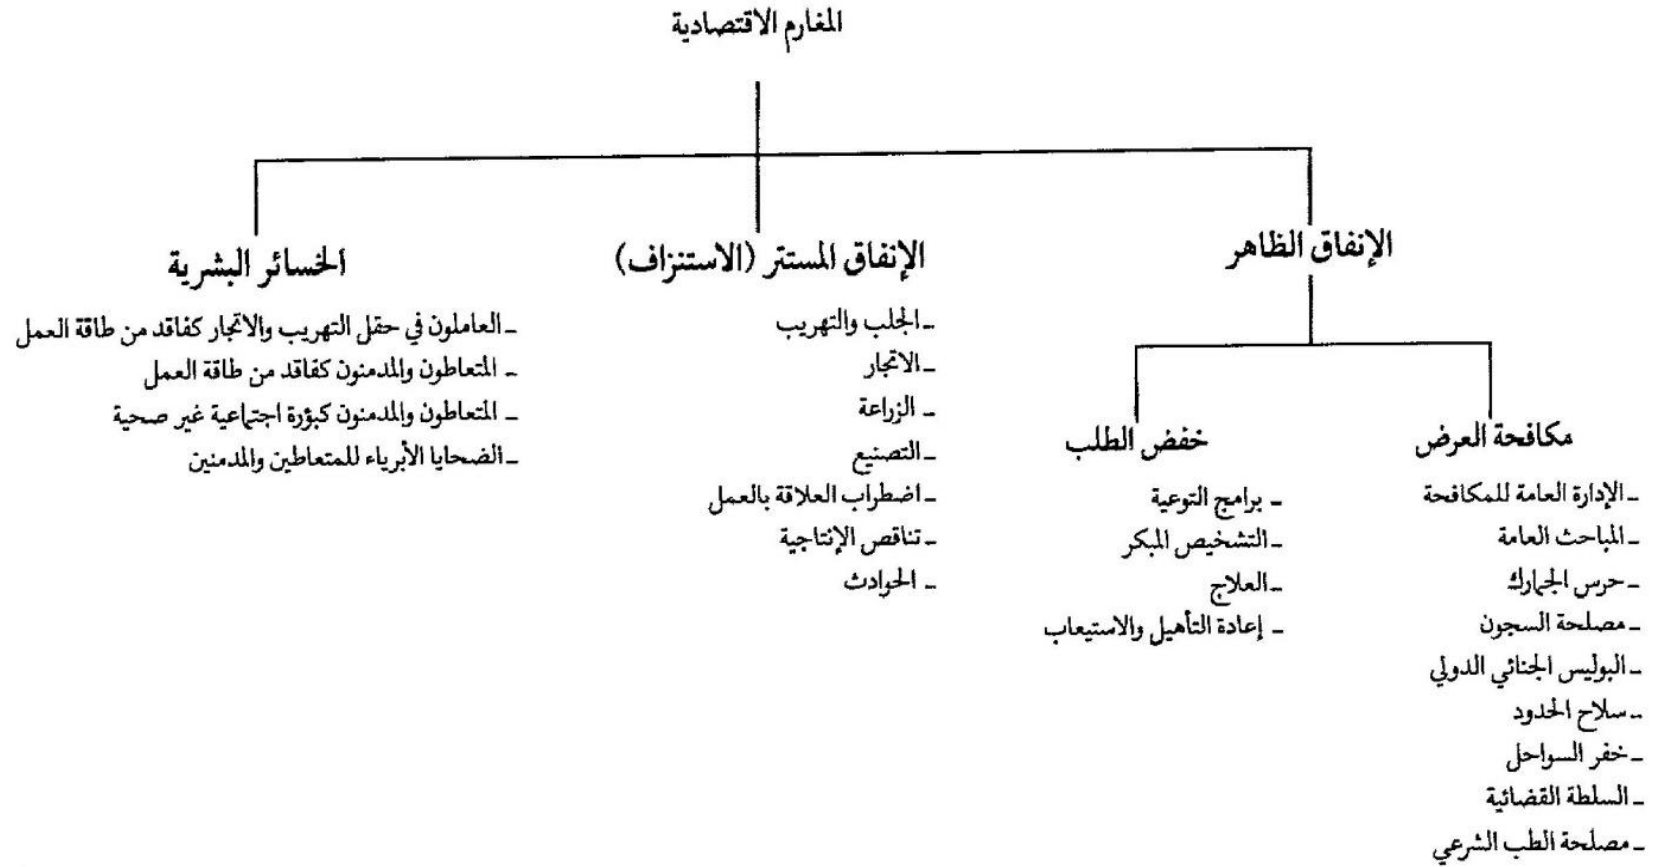 المغارم الاقتصادية
الإنفاق الظاهر
مكافحة العرض
ـ الإدارة العامة للمكافحة
ـ المباحث العامة
ـ حرس الجمارك
ـ مصلحة السجون
ـ البوليس الجنائي الدولي
ـ سلاح الحدود
ـ خفر السواحل
ـ السلطة القضائية
ـ مصلحة الطب الشرعي
خفض الطلب
ـ برامج التوعية
ـ التشخيص المبكر
ـ العلاج
ـ إعادة التأهيل والاستيعاب
الإنفاق المستتر (الاستنزاف)
ـ الجلب والتهريب
ـ الاتجار
ـ الزراعة
ـ التصنيع
ـ اضطراب العلاقة بالعمل
ـ تناقص الإنتاجية
ـ الحوادث
الخسائر البشرية
ـ العاملون في حقل التهريب والاتجار كفاقد من طاقة العمل
ـ المتعاطون والمدمنون كفاقد من طاقة العمل
ـ المتعاطون والمدمنون كبؤرة اجتماعية غير صحية
ـ الضحايا الأبرياء للمتعاطين والمدمنين